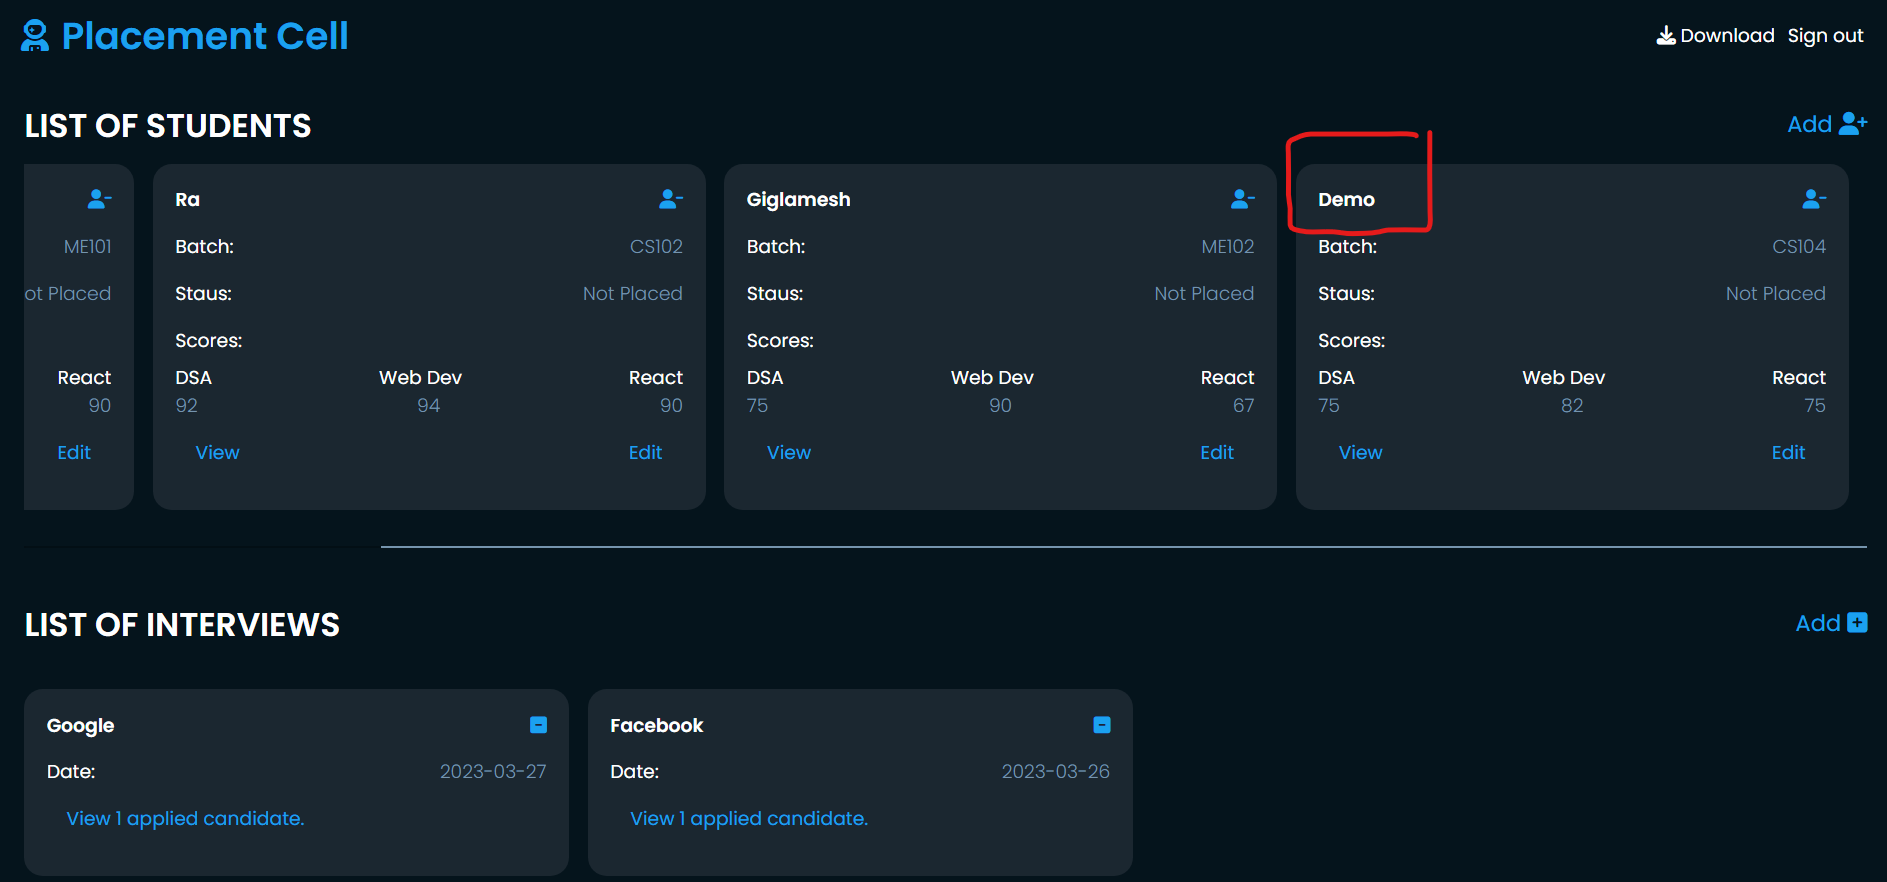 Placement Cell
Download Sign out
LIST OF STUDENTS
Add
ME101
ot Placed
React
90
Edit
Ra
Batch: CS102
Staus: Not Placed
Scores:
DSA Web Dev React
92 94 90
View Edit
Giglamesh
Batch: ME102
Staus: Not Placed
Scores:
DSA Web Dev React
75 90 67
View Edit
Demo
Batch: CS104
Staus: Not Placed
Scores:
DSA Web Dev React
75 82 75
View Edit
LIST OF INTERVIEWS
Add
Google
Date: 2023-03-27
View 1 applied candidate.
Facebook
Date: 2023-03-26
View 1 applied candidate.